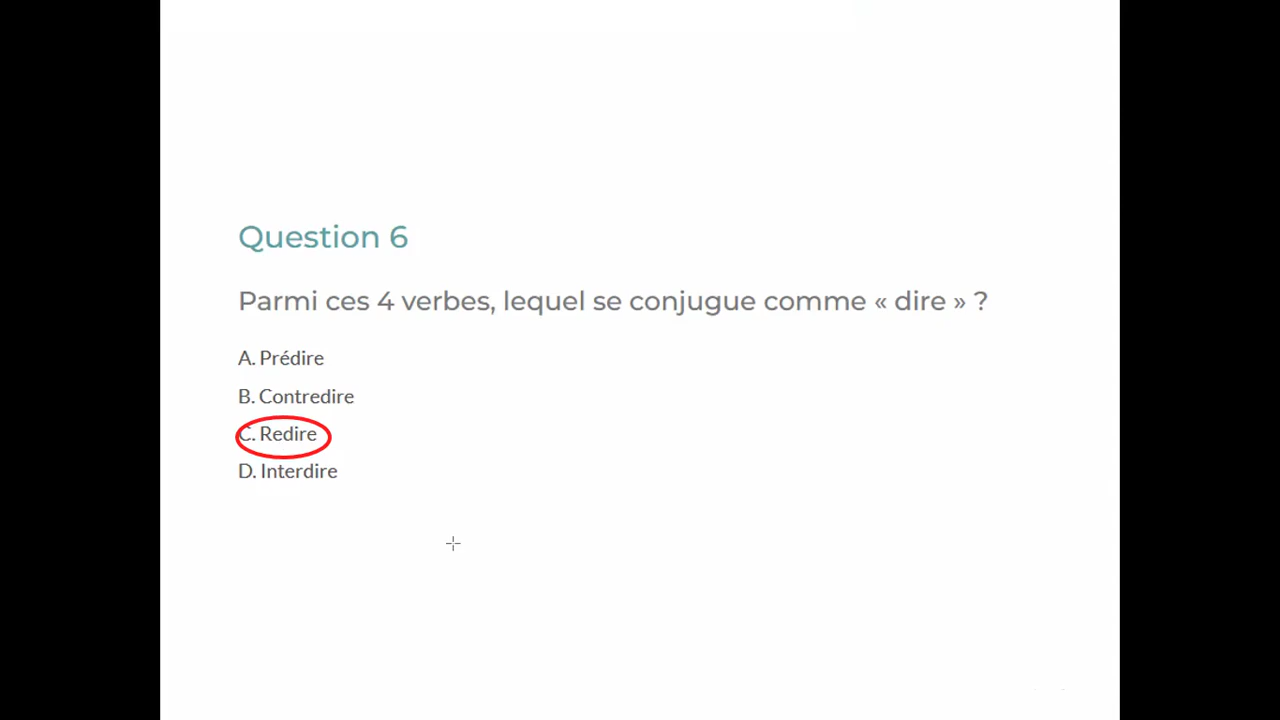 Question 6
Parmi ces 4 verbes, lequel se conjugue comme « dire » ?
A. Prédire
B. Contredire
C. Redire
D. Interdire